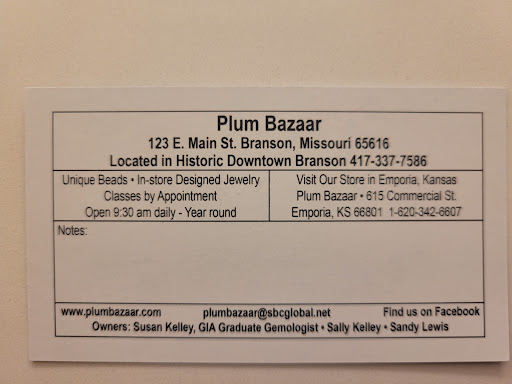 Plum Bazaar
123 E. Main St. Branson, Missouri 65616
Located in Historic Downtown Branson 417-337-7586
Unique Beads • In-store Designed Jewelry
Classes by Appointment
Open 9:30 am daily - Year round
Visit Our Store in Emporia, Kansas
Plum Bazaar • 615 Commercial St.
Emporia, KS 66801 1-620-342-6607
Notes:
www.plumbazaar.com plumbazaar@sbcglobal.net Find us on Facebook
Owners: Susan Kelley, GIA Graduate Gemologist • Sally Kelley • Sandy Lewis